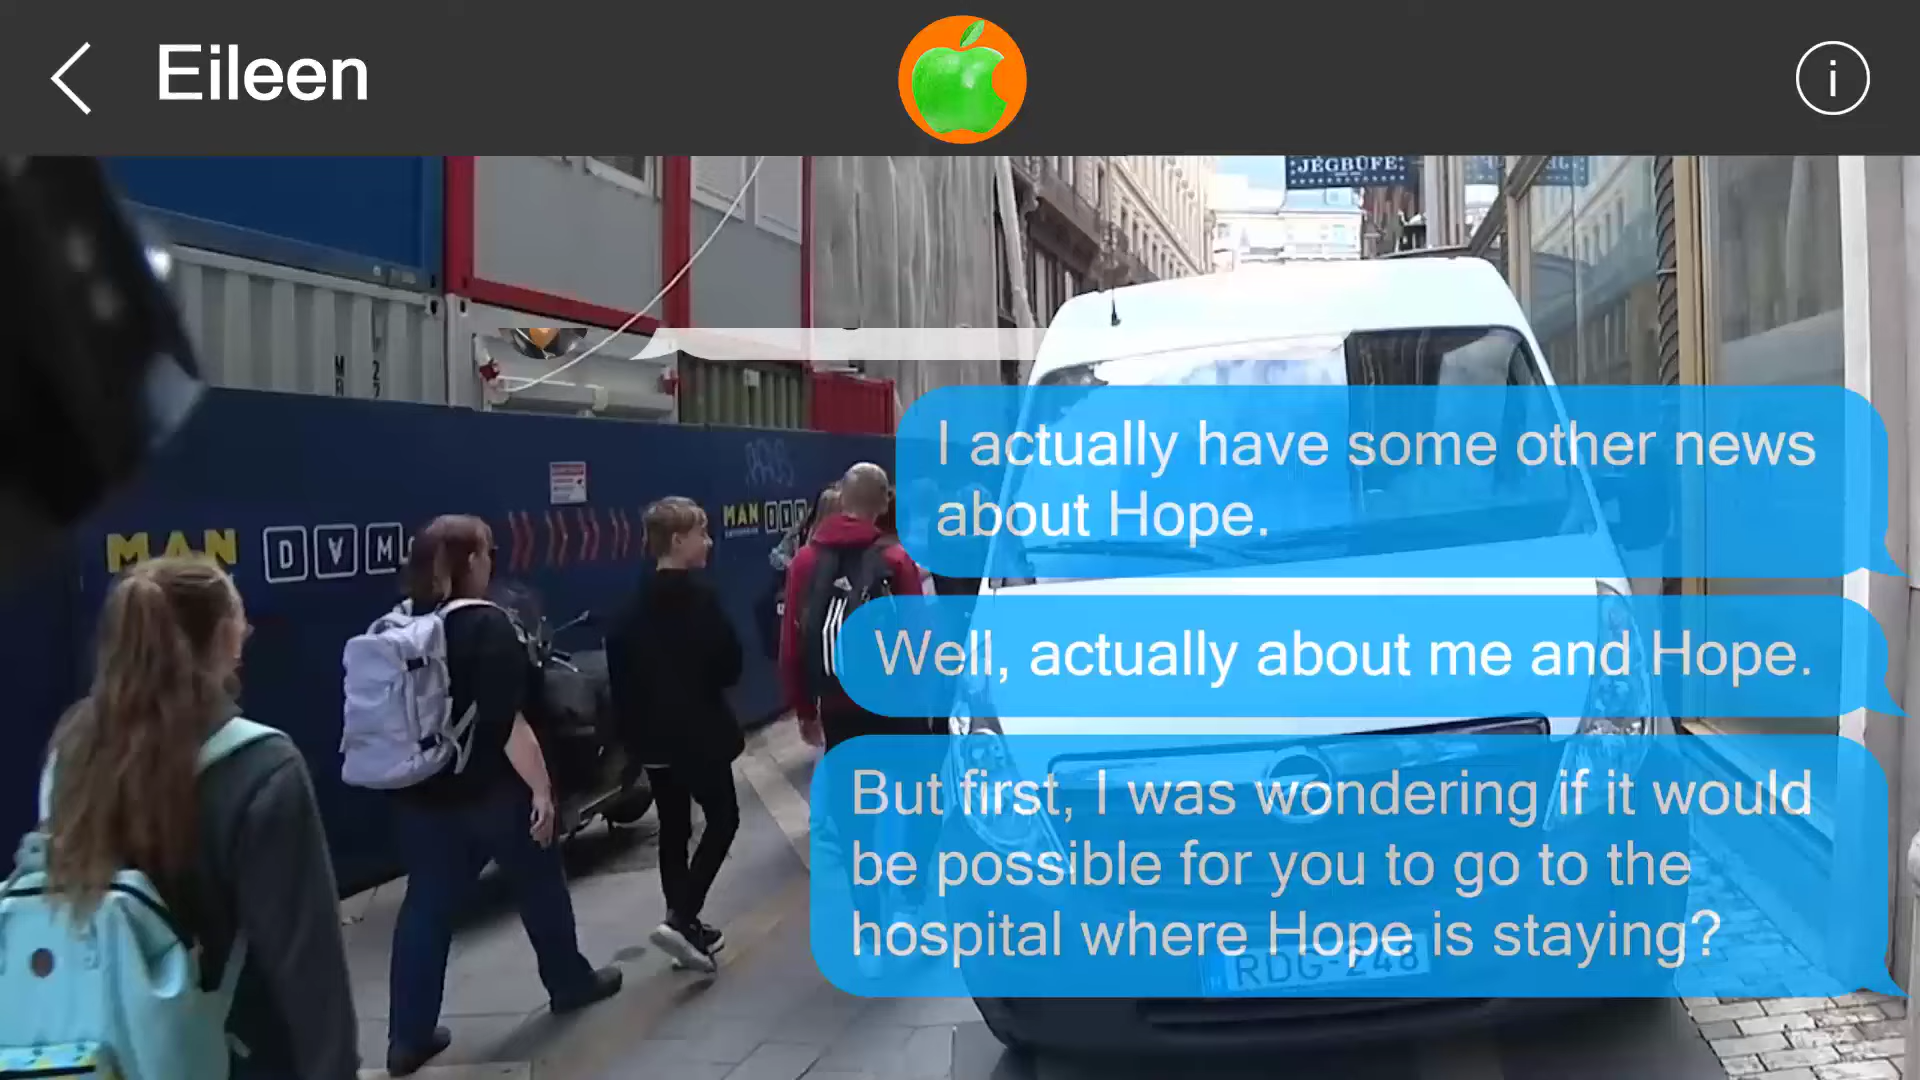 Eileen
JÉGBÜFÉ
MAN
MAN
I actually have some other news
about Hope.
Well, actually about me and Hope.
But first, I was wondering if it would
be possible for you to go to the
hospital where Hope is staying?
RDG-248